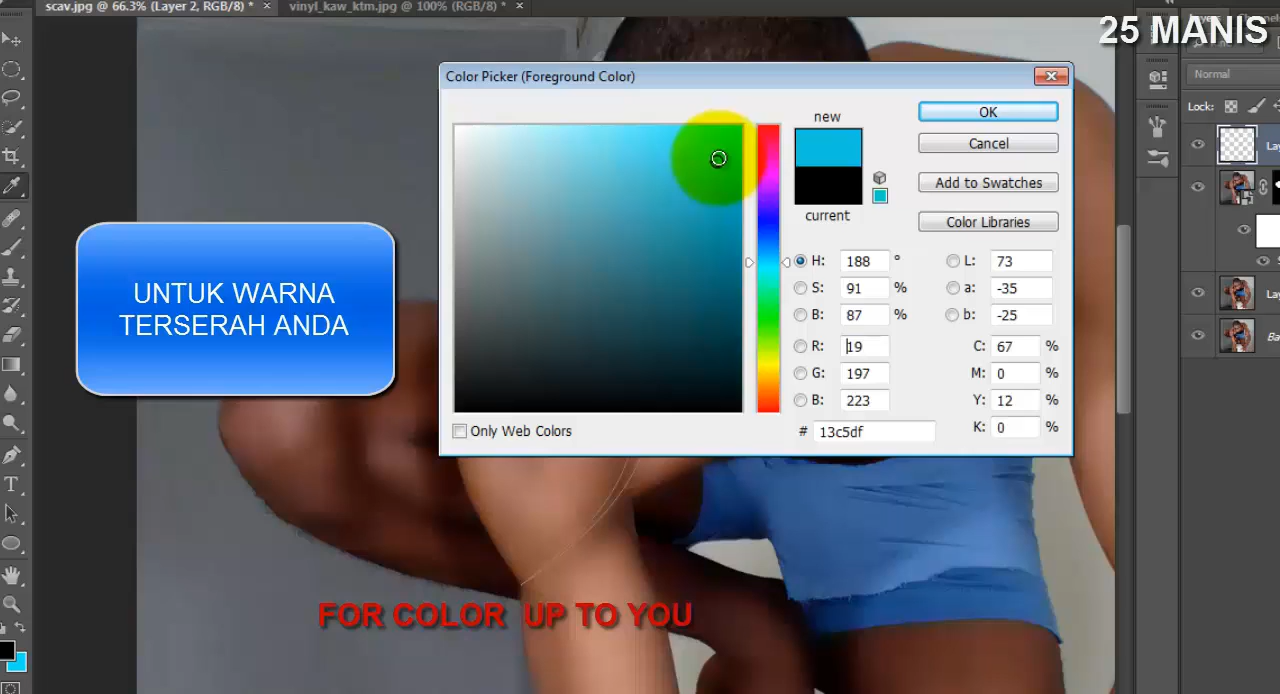 scav.jpg @ 66.3% (Layer 2, RGB/8) * × vinyl_kaw_ktm.jpg @ 100% (RGB/8) * ×
25 MANIS
Color Picker (Foreground Color)
new
current
OK
Cancel
Add to Swatches
Color Libraries
H: 188 °
S: 91 %
B: 87 %
R: 19
G: 197
B: 223
# 13c5df
L: 73
a: -35
b: -25
C: 67 %
M: 0 %
Y: 12 %
K: 0 %
Only Web Colors
Normal
Lock:
UNTUK WARNA
TERSERAH ANDA
FOR COLOR UP TO YOU